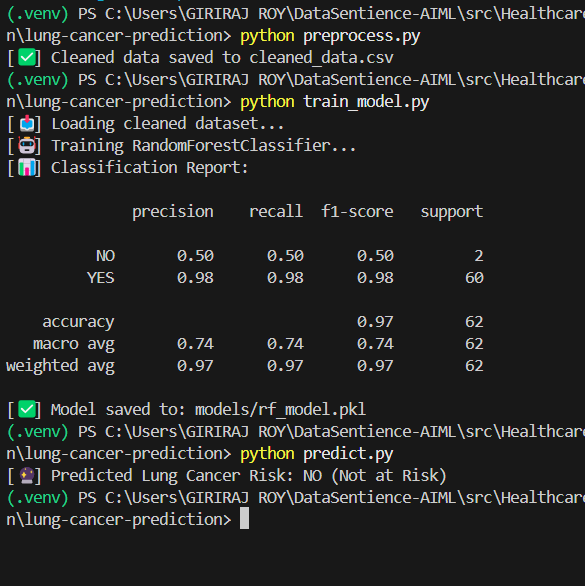 (.venv) PS C:\Users\GIRIRAJ ROY\DataSentience-AIML\src\Healthcare
n\lung-cancer-prediction> python preprocess.py
[✅] Cleaned data saved to cleaned_data.csv
(.venv) PS C:\Users\GIRIRAJ ROY\DataSentience-AIML\src\Healthcare
n\lung-cancer-prediction> python train_model.py
[📥] Loading cleaned dataset...
[🤖] Training RandomForestClassifier...
[📊] Classification Report:
precision recall f1-score support
NO 0.50 0.50 0.50 2
YES 0.98 0.98 0.98 60
accuracy 0.97 62
macro avg 0.74 0.74 0.74 62
weighted avg 0.97 0.97 0.97 62
[✅] Model saved to: models/rf_model.pkl
(.venv) PS C:\Users\GIRIRAJ ROY\DataSentience-AIML\src\Healthcare
n\lung-cancer-prediction> python predict.py
[🔮] Predicted Lung Cancer Risk: NO (Not at Risk)
(.venv) PS C:\Users\GIRIRAJ ROY\DataSentience-AIML\src\Healthcare
n\lung-cancer-prediction>